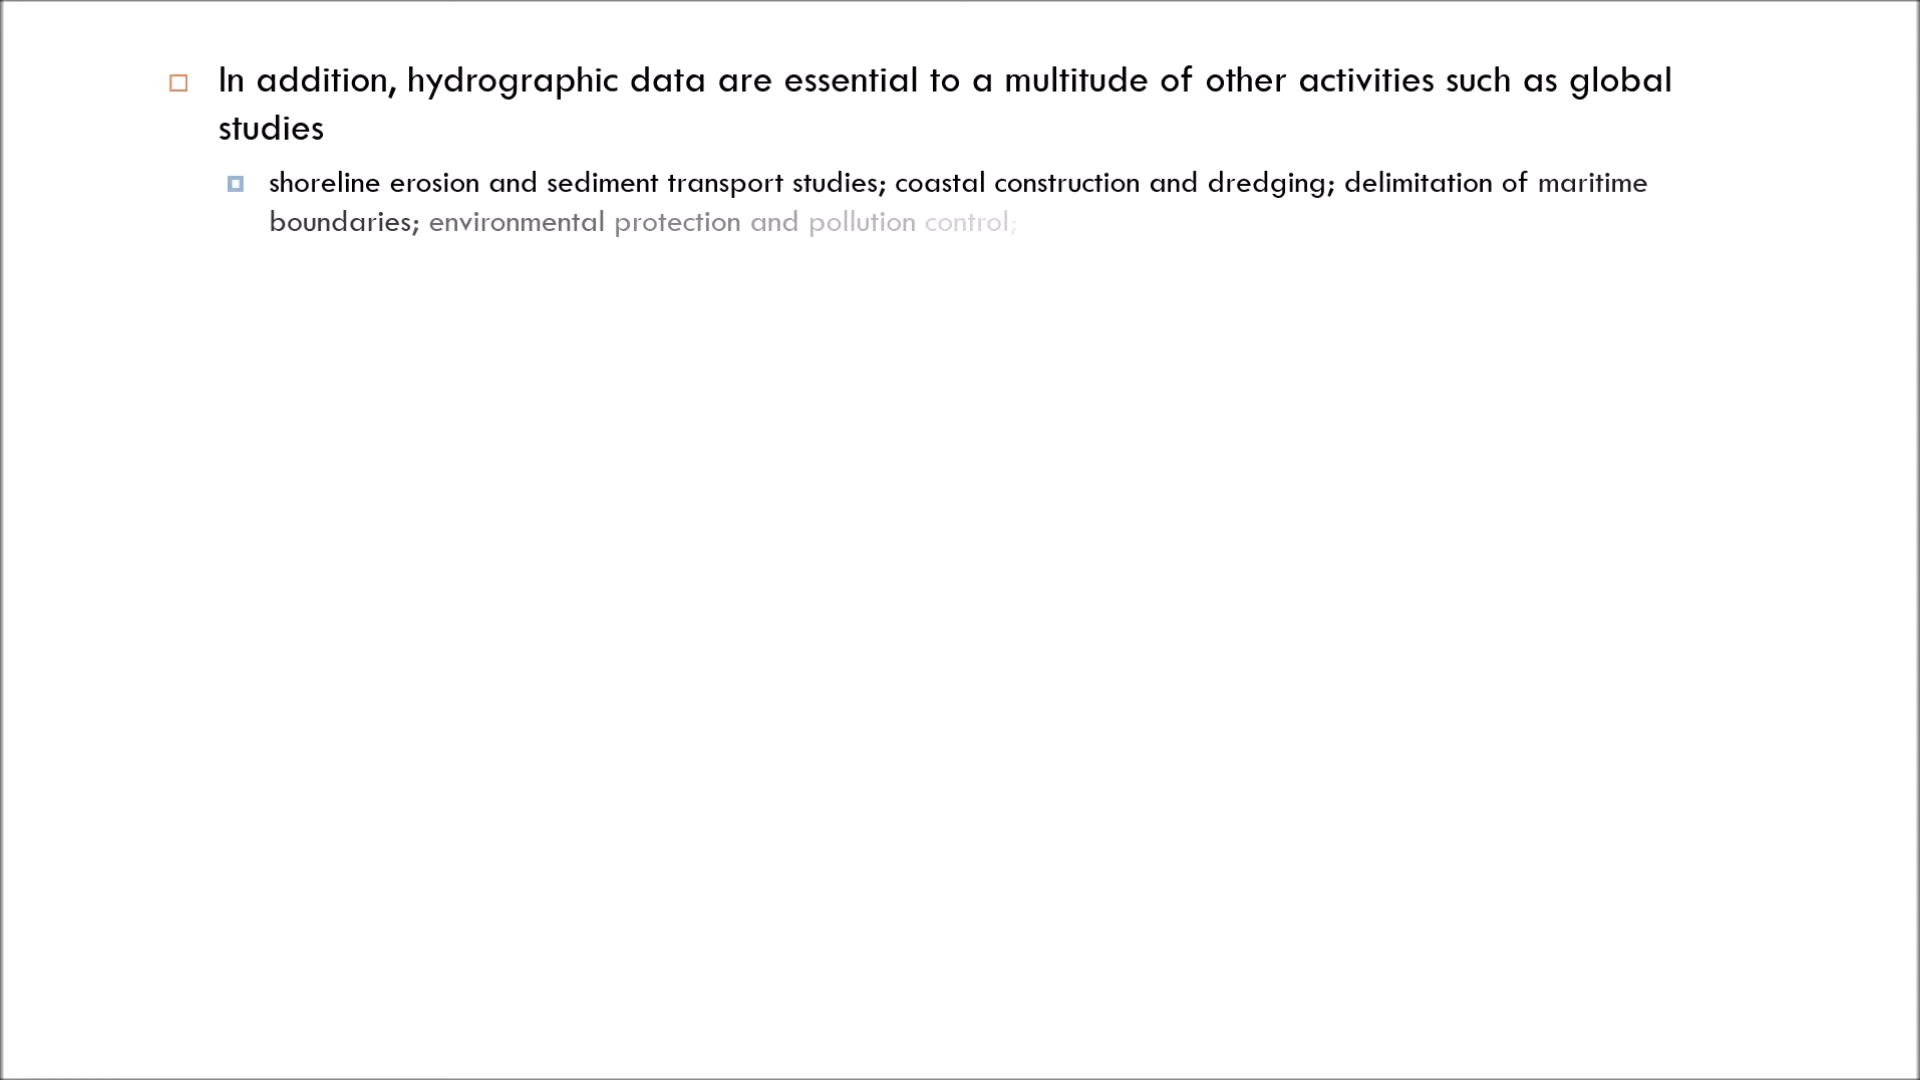 In addition, hydrographic data are essential to a multitude of other activities such as global
studies
shoreline erosion and sediment transport studies; coastal construction and dredging; delimitation of maritime
boundaries; environmental protection and pollution control;